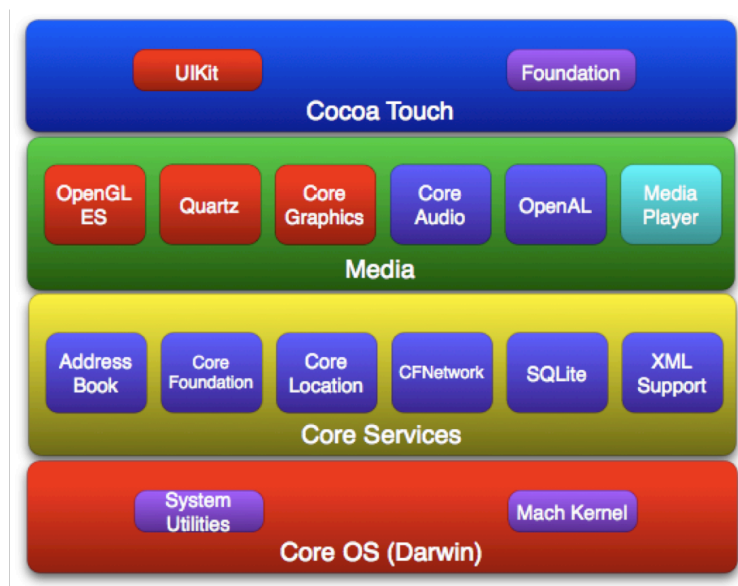 UIKit
Foundation
Cocoa Touch
OpenGL
ES
Quartz
Core
Graphics
Core
Audio
OpenAL
Media
Player
Media
Address
Book
Core
Foundation
Core
Location
CFNetwork
SQLite
XML
Support
Core Services
System
Utilities
Mach Kernel
Core OS (Darwin)